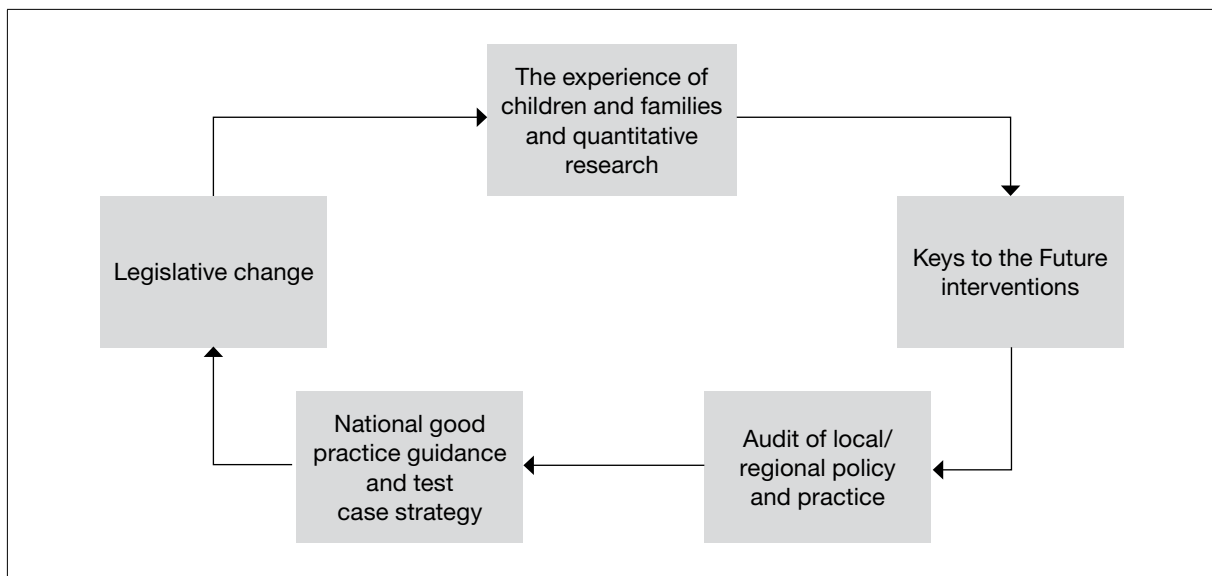 The experience of
children and families
and quantitative
research
Legislative change
Keys to the Future
interventions
National good
practice guidance
and test
case strategy
Audit of local/
regional policy
and practice